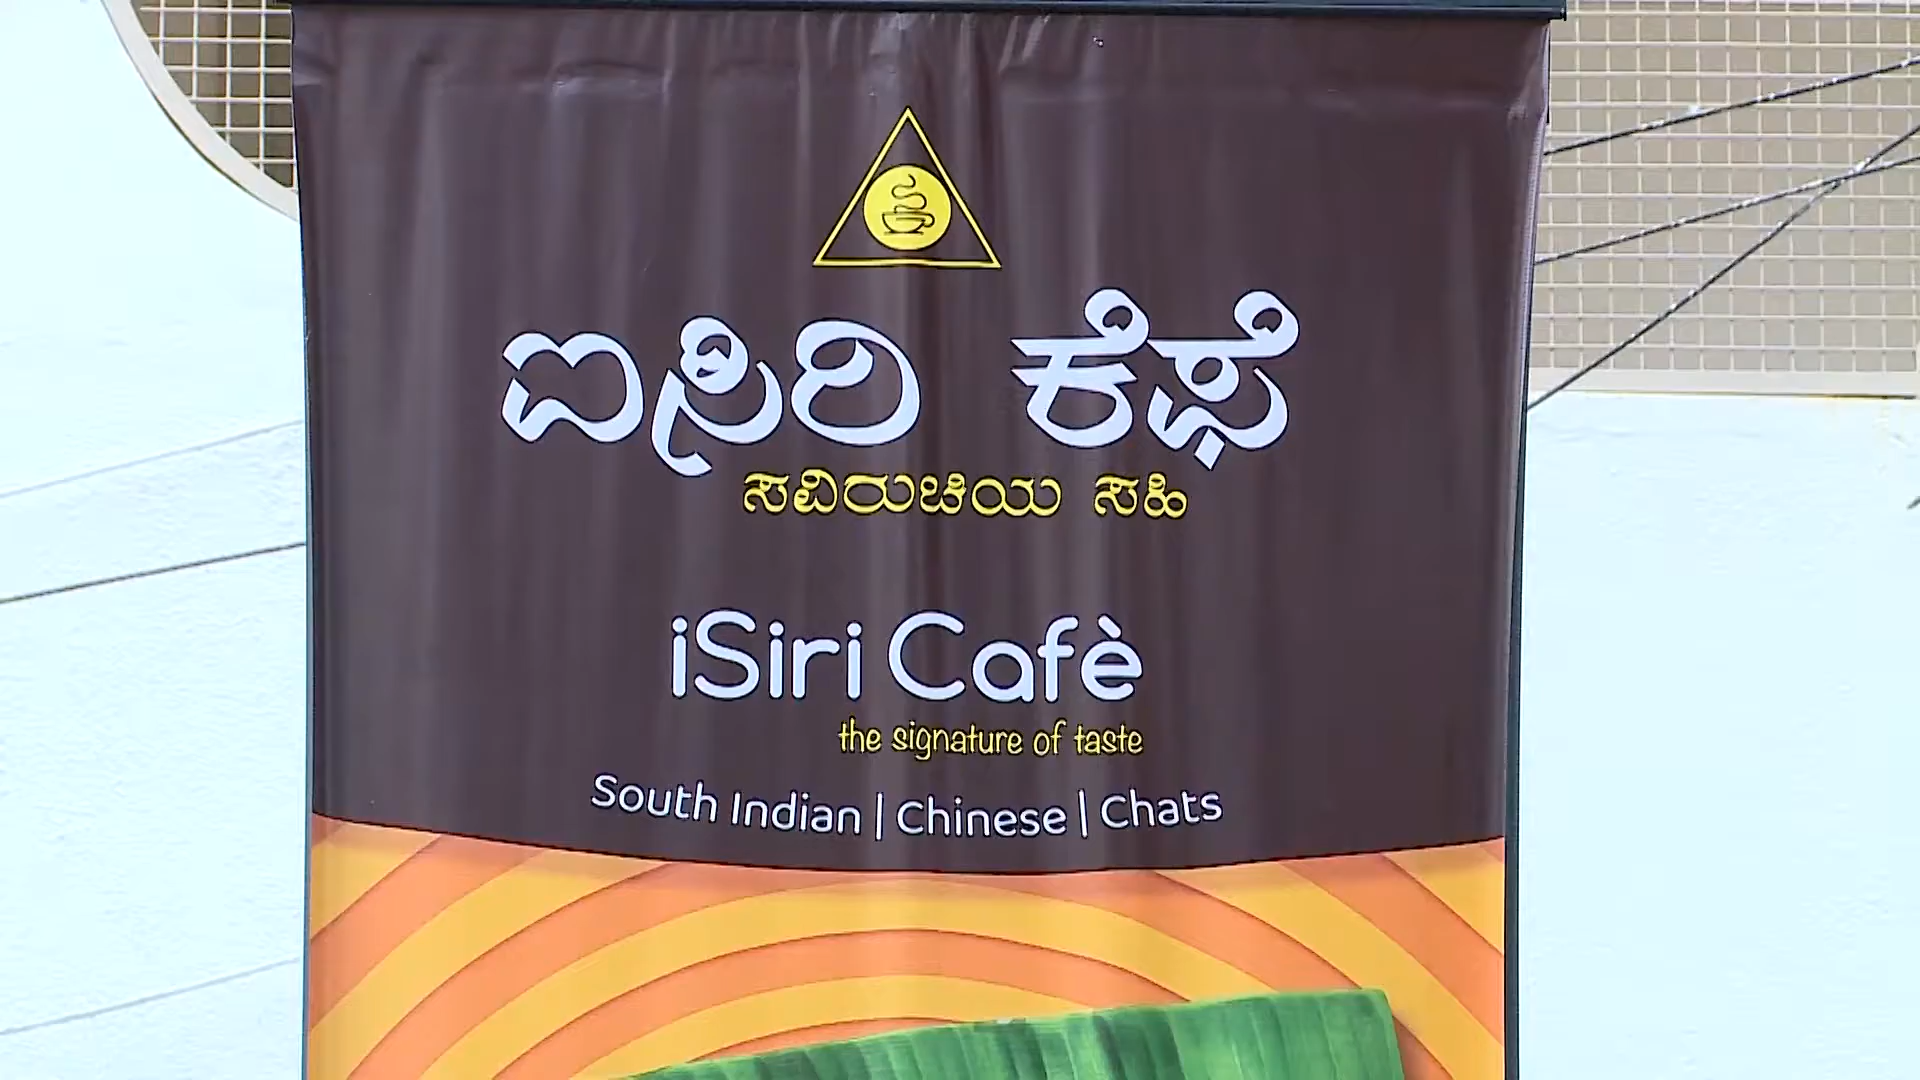 ಐಸಿರಿ ಕೆಫೆ
ಸವಿರುಚಿಯ ಸಹಿ
iSiri Cafè
the signature of taste
South Indian | Chinese | Chats